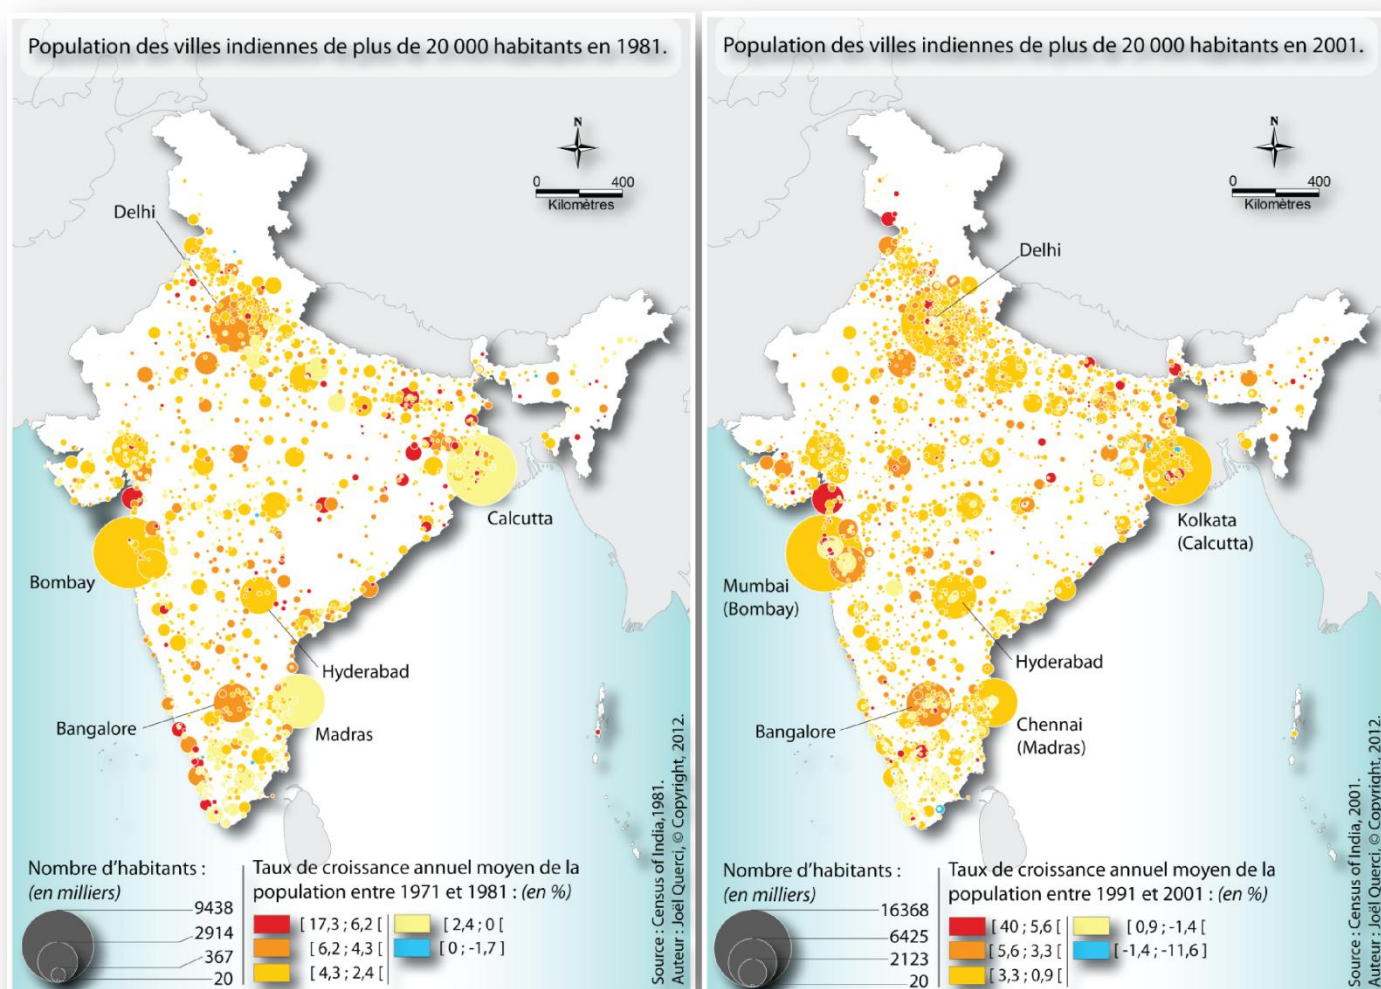 Population des villes indiennes de plus de 20 000 habitants en 1981.
N
0 400
Kilomètres
Delhi
Calcutta
Bombay
Hyderabad
Bangalore
Madras
Nombre d'habitants :
(en milliers)
9438
2914
367
20
Taux de croissance annuel moyen de la
population entre 1971 et 1981 : (en %)
[ 17,3 ; 6,2 [
[ 6,2 ; 4,3 [
[ 4,3 ; 2,4 [
[ 2,4 ; 0 [
[ 0 ; -1,7 ]
Source : Census of India,1981.
Auteur : Joël Querci, © Copyright, 2012.
Population des villes indiennes de plus de 20 000 habitants en 2001.
N
0 400
Kilomètres
Delhi
Kolkata
(Calcutta)
Mumbai
(Bombay)
Hyderabad
Bangalore
Chennai
(Madras)
Nombre d'habitants :
(en milliers)
16368
6425
2123
20
Taux de croissance annuel moyen de la
population entre 1991 et 2001 : (en %)
[ 40 ; 5,6 [
[ 5,6 ; 3,3 [
[ 3,3 ; 0,9 [
[ 0,9 ; -1,4 [
[ -1,4 ; -11,6 ]
Source : Census of India, 2001.
Auteur : Joël Querci, © Copyright, 2012.